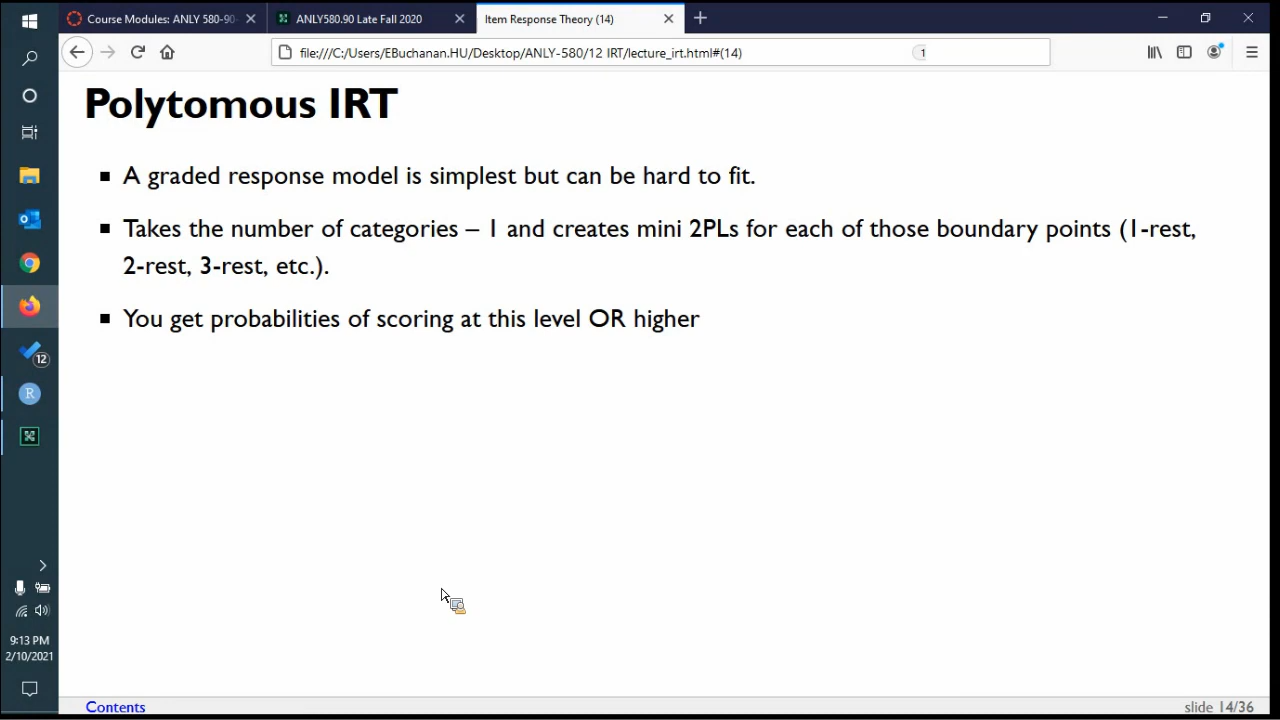 Course Modules: ANLY 580-90-
ANLY580.90 Late Fall 2020
Item Response Theory (14)
file:///C:/Users/EBuchanan.HU/Desktop/ANLY-580/12 IRT/lecture_irt.html#(14)
1
Polytomous IRT
A graded response model is simplest but can be hard to fit.
Takes the number of categories – 1 and creates mini 2PLs for each of those boundary points (1-rest,
2-rest, 3-rest, etc.).
You get probabilities of scoring at this level OR higher
12
R
9:13 PM
2/10/2021
Contents
slide 14/36